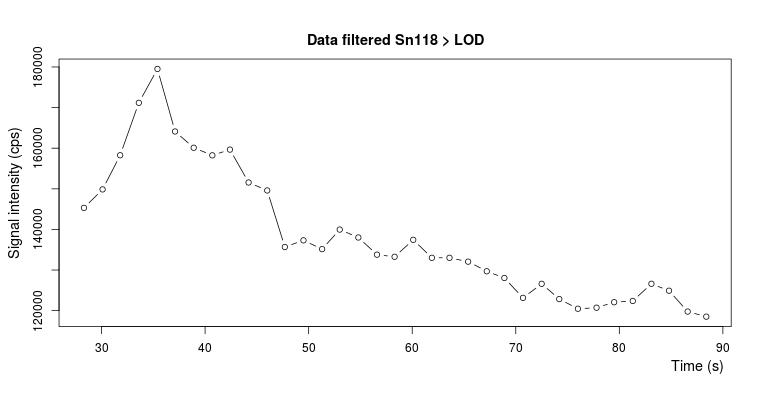 Data filtered Sn118 > LOD
Signal intensity (cps)
180000
160000
140000
120000
30 40 50 60 70 80 90
Time (s)